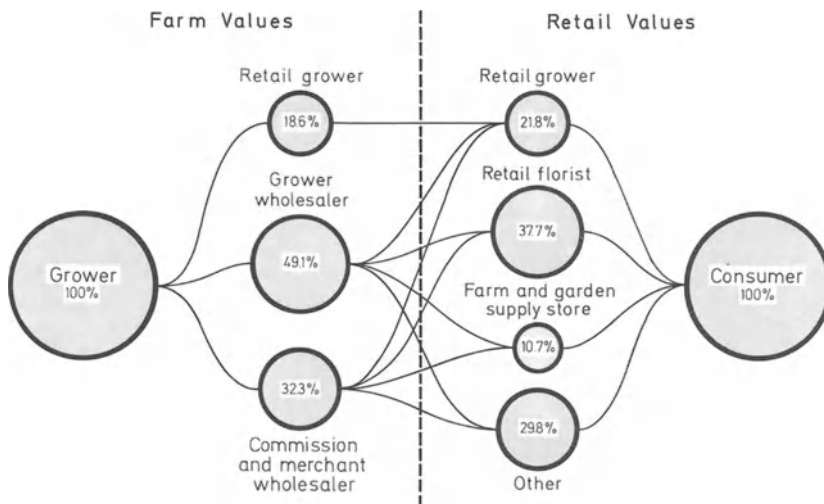 Farm Values
Retail Values
Retail grower
18.6%
Grower
wholesaler
49.1%
Grower
100%
32.3%
Commission
and merchant
wholesaler
Retail grower
21.8%
Retail florist
37.7%
Farm and garden
supply store
10.7%
29.8%
Other
Consumer
100%